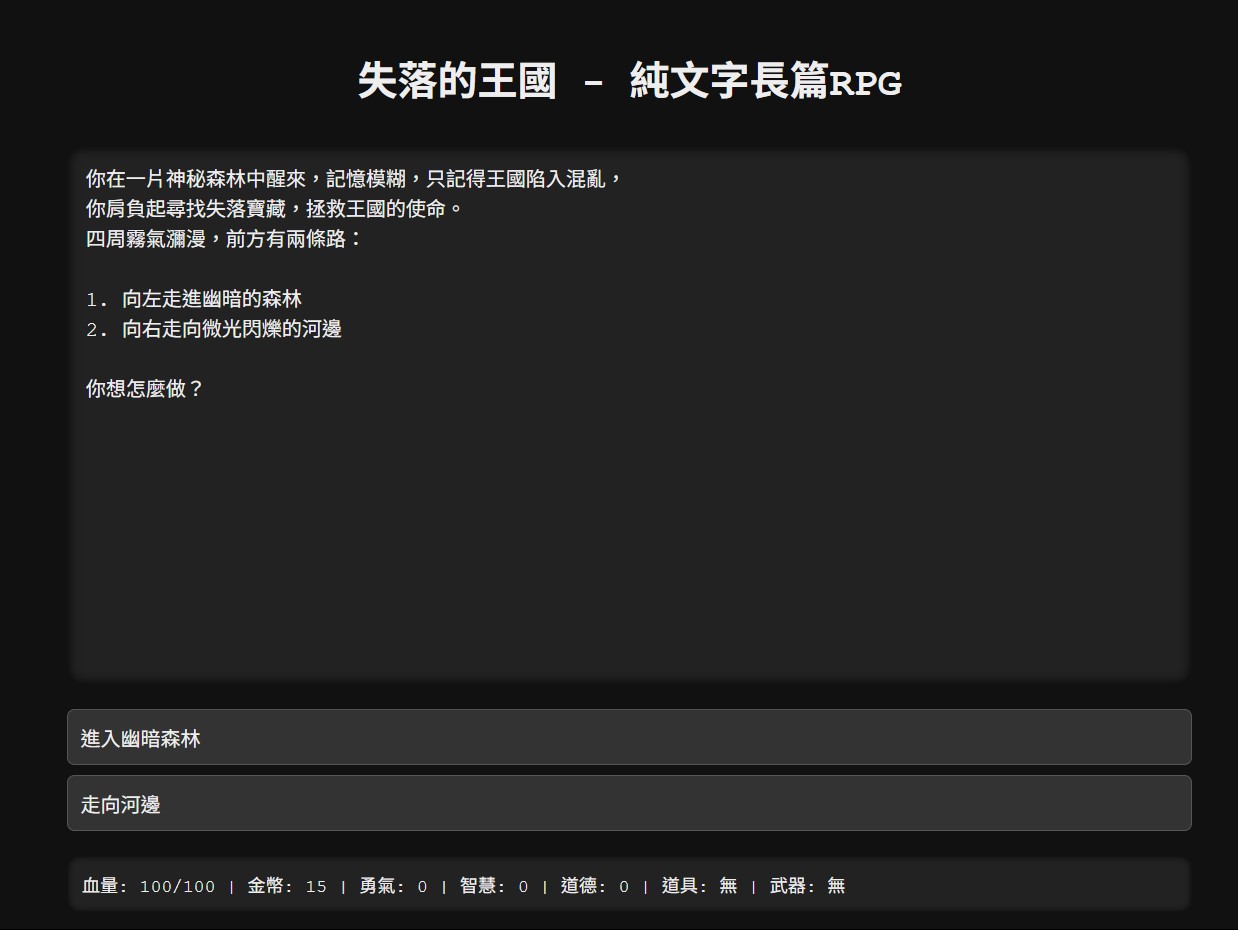 失落的王國 - 純文字長篇RPG
你在一片神秘森林中醒來，記憶模糊，只記得王國陷入混亂，
你肩負起尋找失落寶藏，拯救王國的使命。
四周霧氣瀰漫，前方有兩條路：
1. 向左走進幽暗的森林
2. 向右走向微光閃爍的河邊
你想怎麼做？
進入幽暗森林
走向河邊
血量: 100/100 | 金幣: 15 | 勇氣: 0 | 智慧: 0 | 道德: 0 | 道具: 無 | 武器: 無